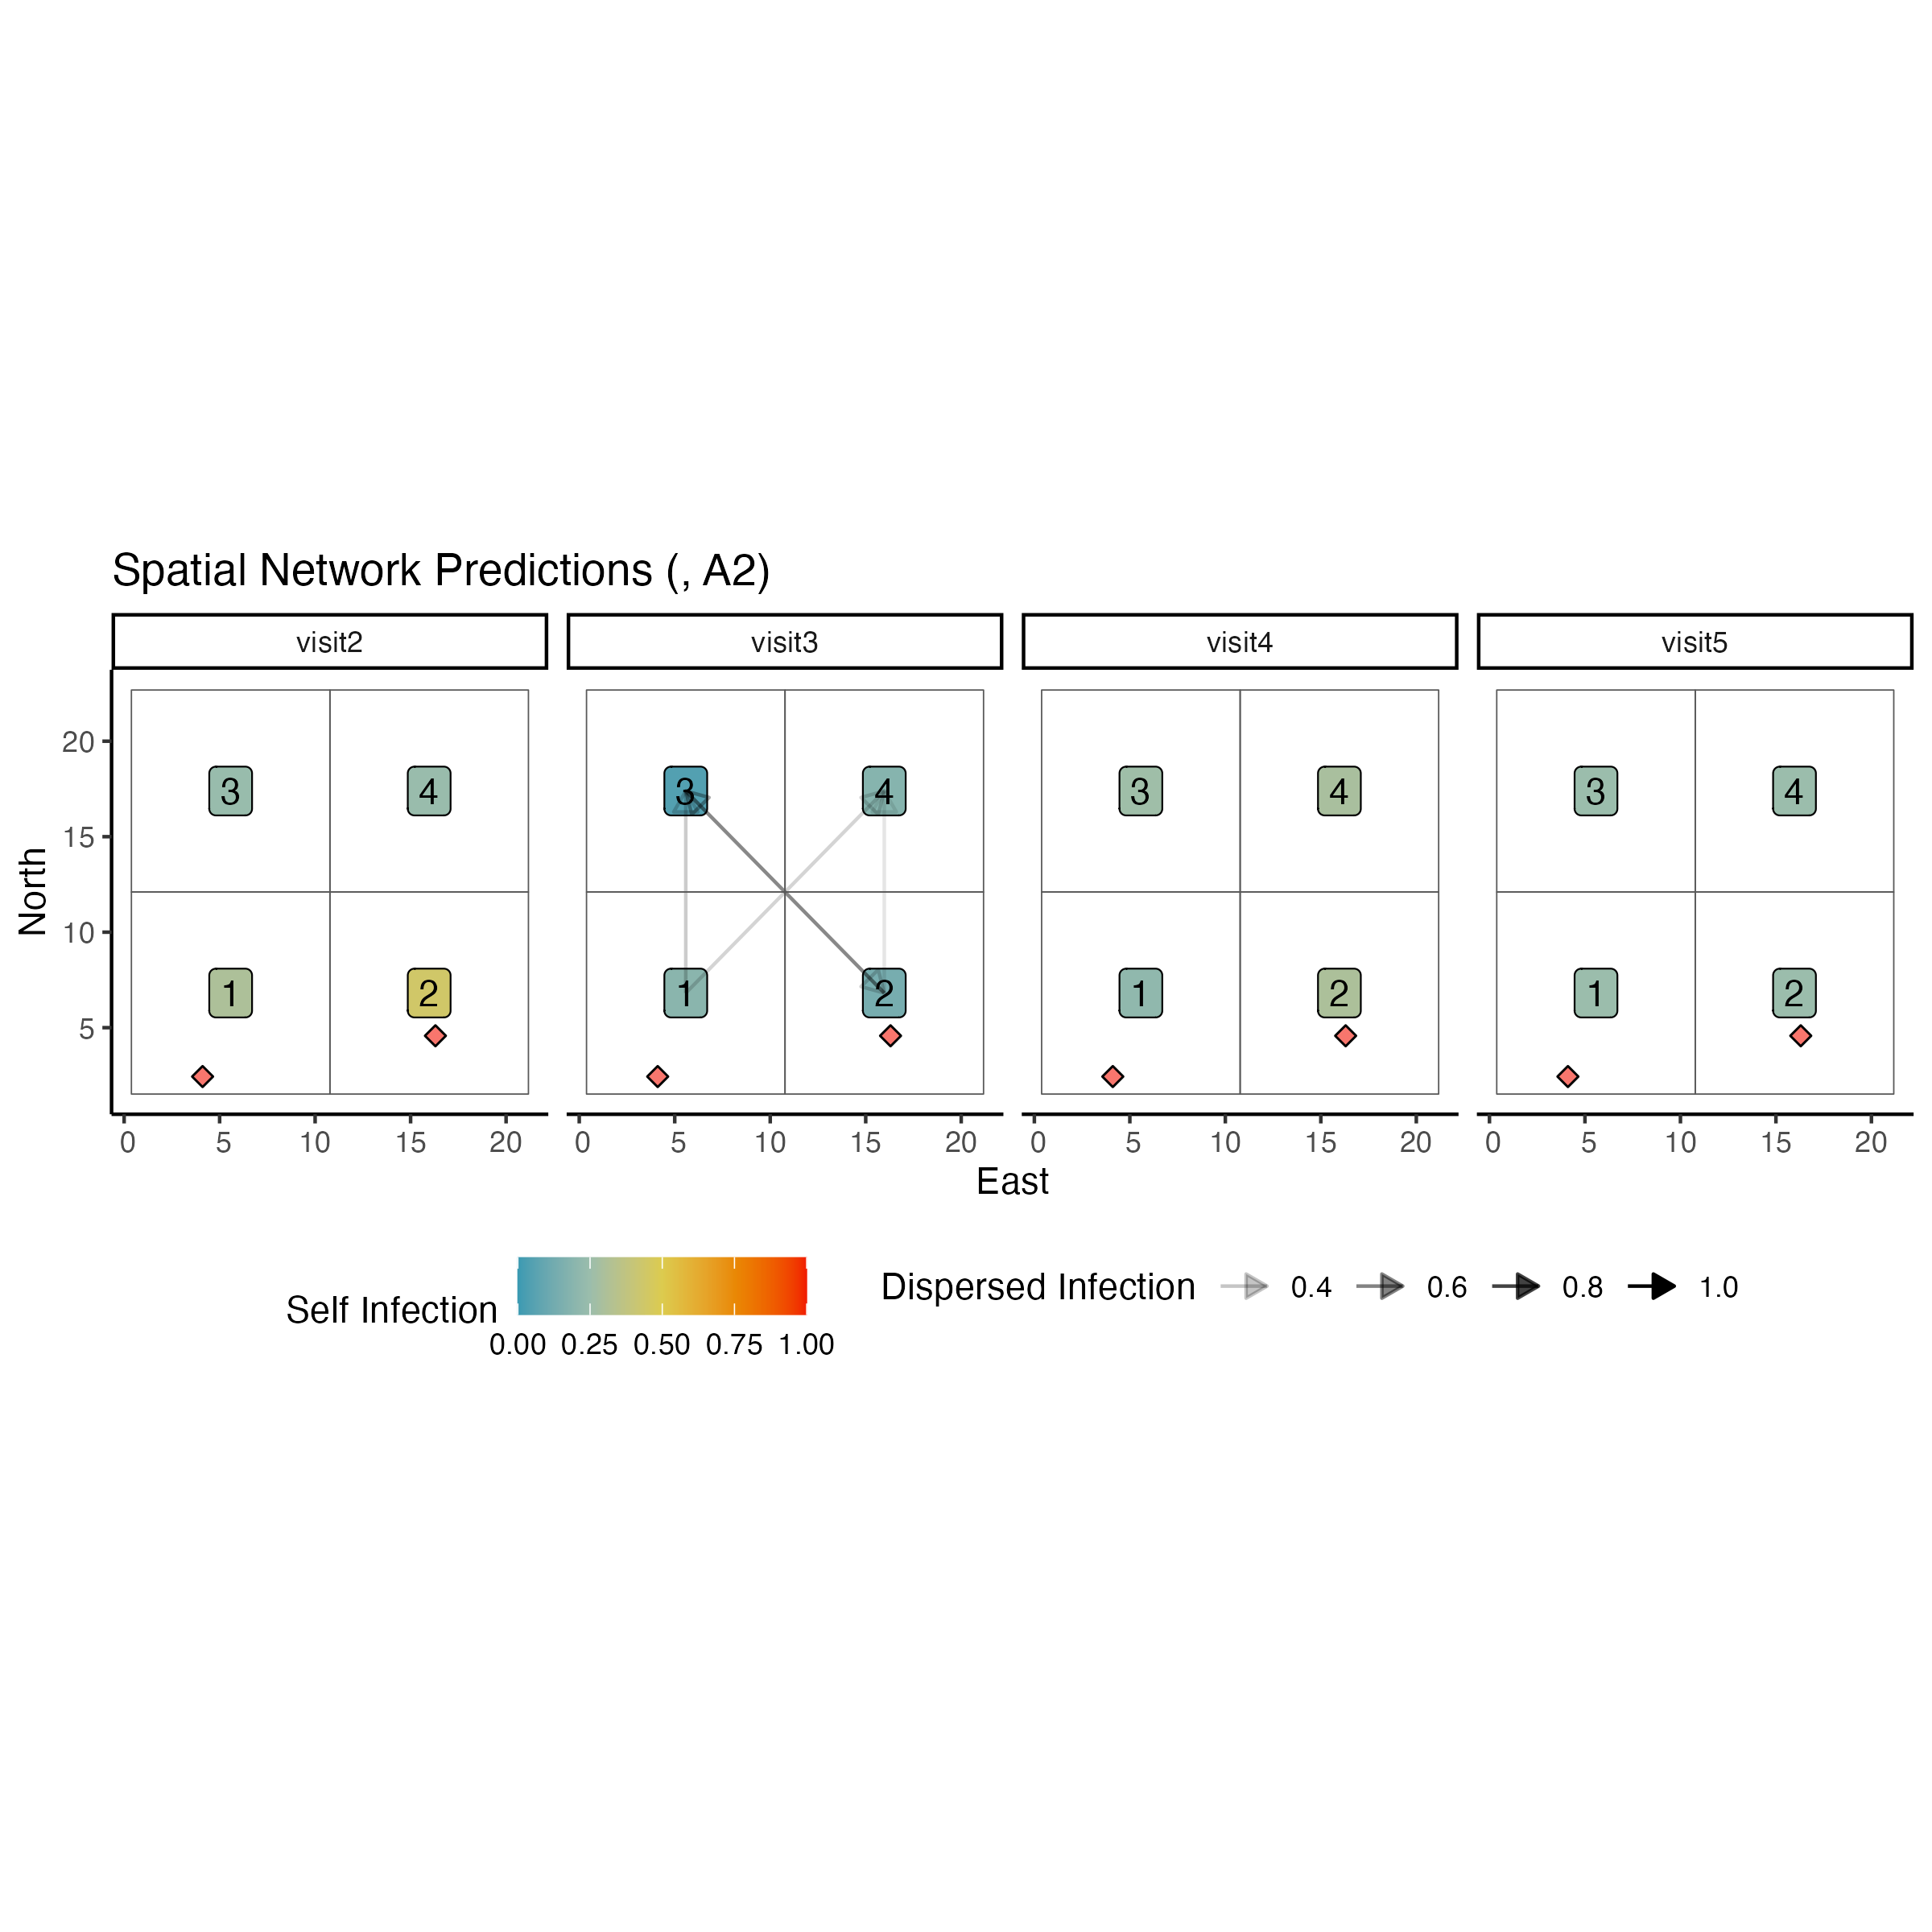 Spatial Network Predictions (, A2)
visit2 visit3 visit4 visit5
20
15
10
5
North
3 4 3 4 3 4 3 4
1 2 1 2 1 2 1 2
0 5 10 15 20 0 5 10 15 20 0 5 10 15 20 0 5 10 15 20
East
Self Infection
0.00 0.25 0.50 0.75 1.00
Dispersed Infection 0.4 0.6 0.8 1.0